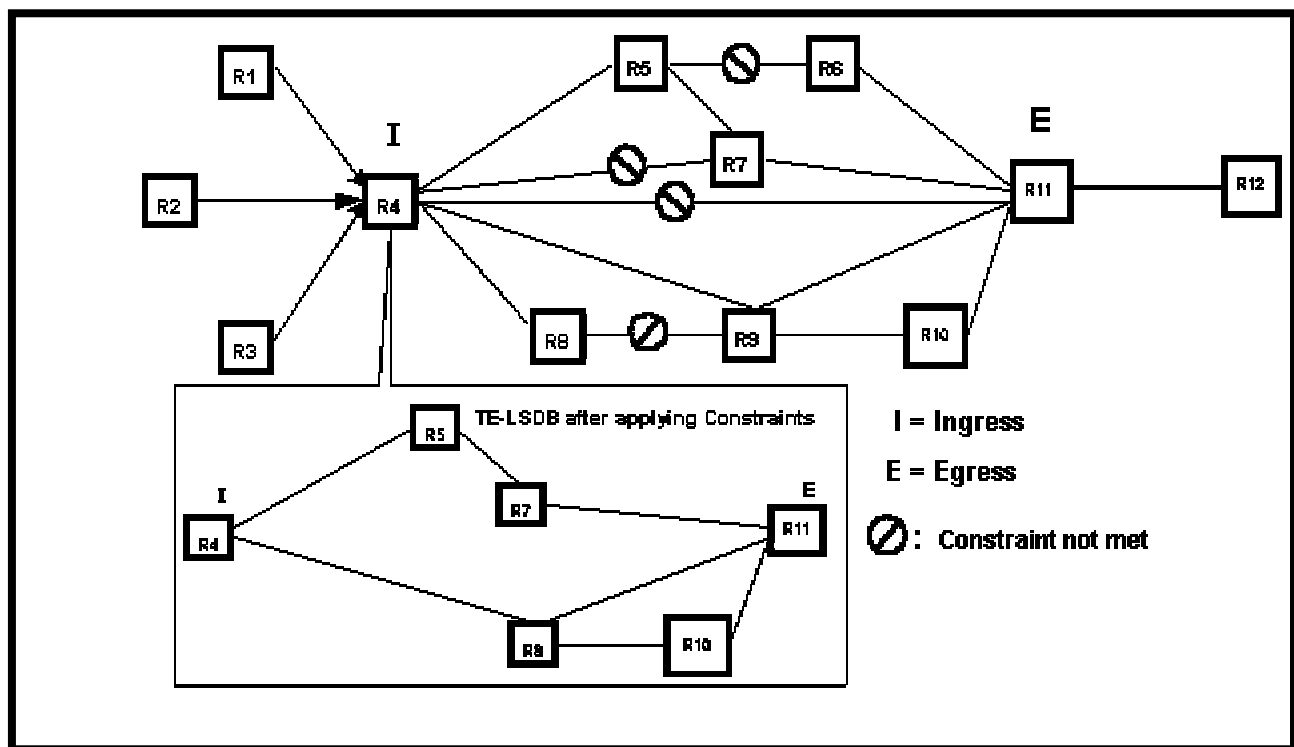 R1
R5
R6
I
E
R7
R2
R4
R11
R12
R3
R8
R9
R10
TE-LSDB after applying Constraints
R5
I
E
R7
R4
R11
R10
I = Ingress
E = Egress
: Constraint not met